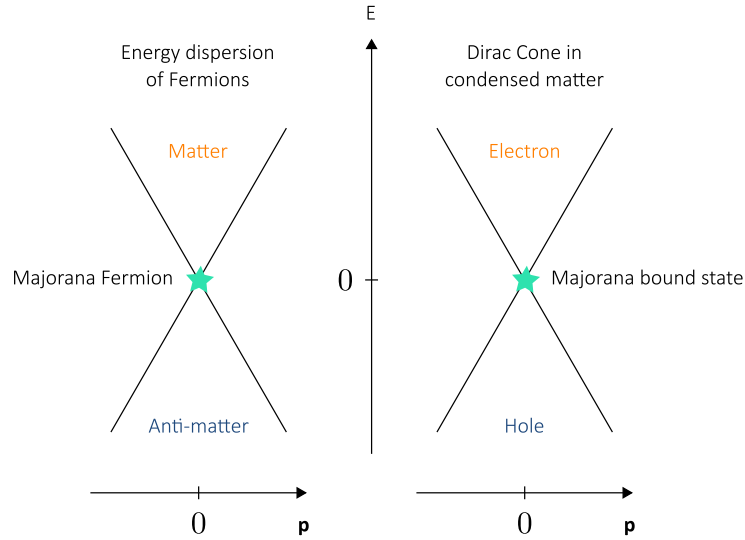 E
Energy dispersion
of Fermions
Dirac Cone in
condensed matter
Matter
Electron
Majorana Fermion
0
Majorana bound state
Anti-matter
Hole
0
p
0
p